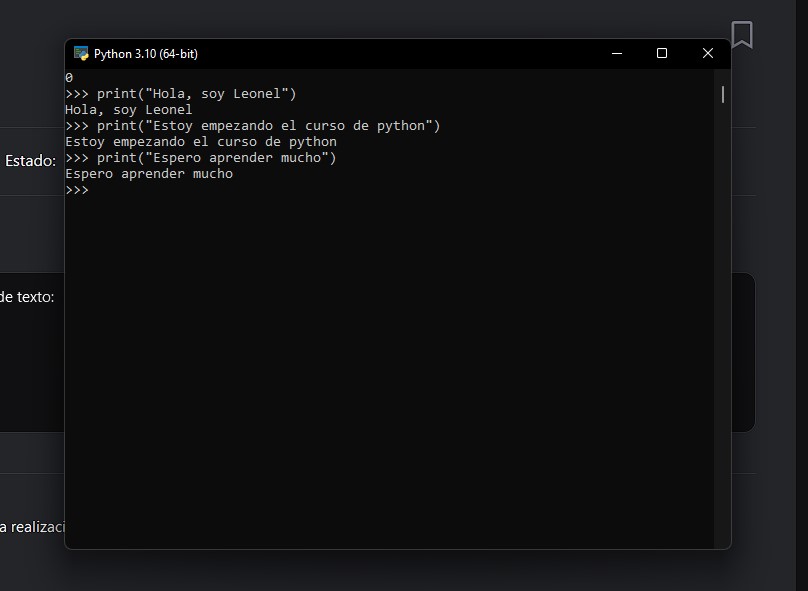 Python 3.10 (64-bit)
0
>>> print("Hola, soy Leonel")
Hola, soy Leonel
>>> print("Estoy empezando el curso de python")
Estoy empezando el curso de python
>>> print("Espero aprender mucho")
Espero aprender mucho
>>>
Estado:
de texto:
a realizaci